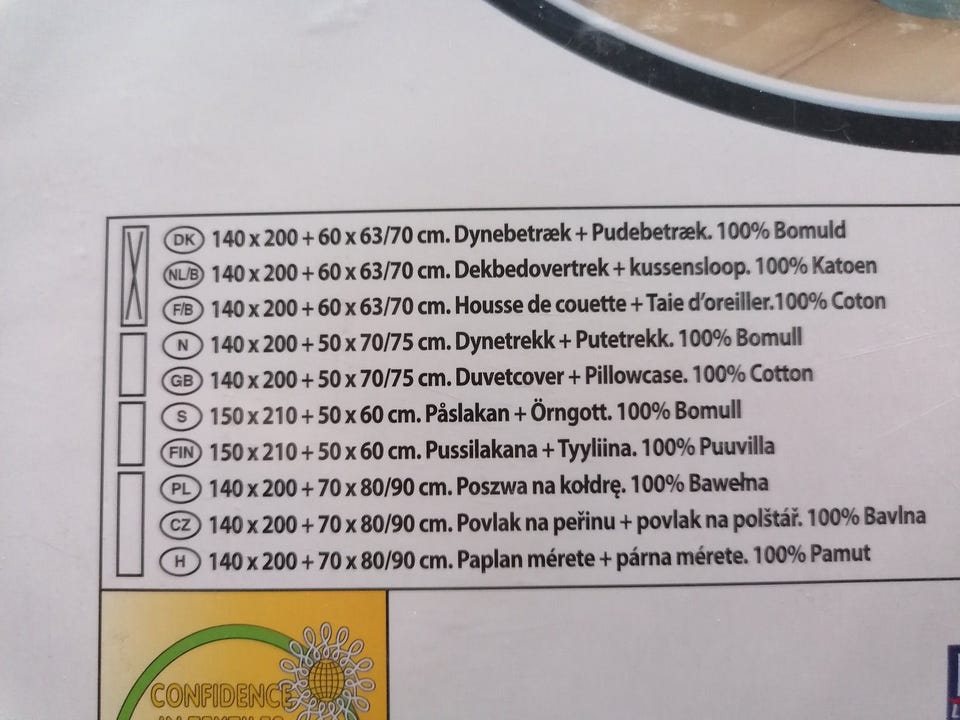 DK 140 x 200 + 60 x 63/70 cm. Dynebetræk + Pudebetræk. 100% Bomuld
NL/B 140 x 200 + 60 x 63/70 cm. Dekbedovertrek + kussensloop. 100% Katoen
F/B 140 x 200 + 60 x 63/70 cm. Housse de couette + Taie d'oreiller.100% Coton
N 140 x 200 + 50 x 70/75 cm. Dynetrekk + Putetrekk. 100% Bomull
GB 140 x 200 + 50 x 70/75 cm. Duvetcover + Pillowcase. 100% Cotton
S 150 x 210 + 50 x 60 cm. Påslakan + Örngott. 100% Bomull
FIN 150 x 210 + 50 x 60 cm. Pussilakana + Tyyliina. 100% Puuvilla
PL 140 x 200 + 70 x 80/90 cm. Poszwa na kołdrę. 100% Bawełna
CZ 140 x 200 + 70 x 80/90 cm. Povlak na peřinu + povlak na polštář. 100% Bavlna
H 140 x 200 + 70 x 80/90 cm. Paplan mérete + párna mérete. 100% Pamut
CONFIDENCE